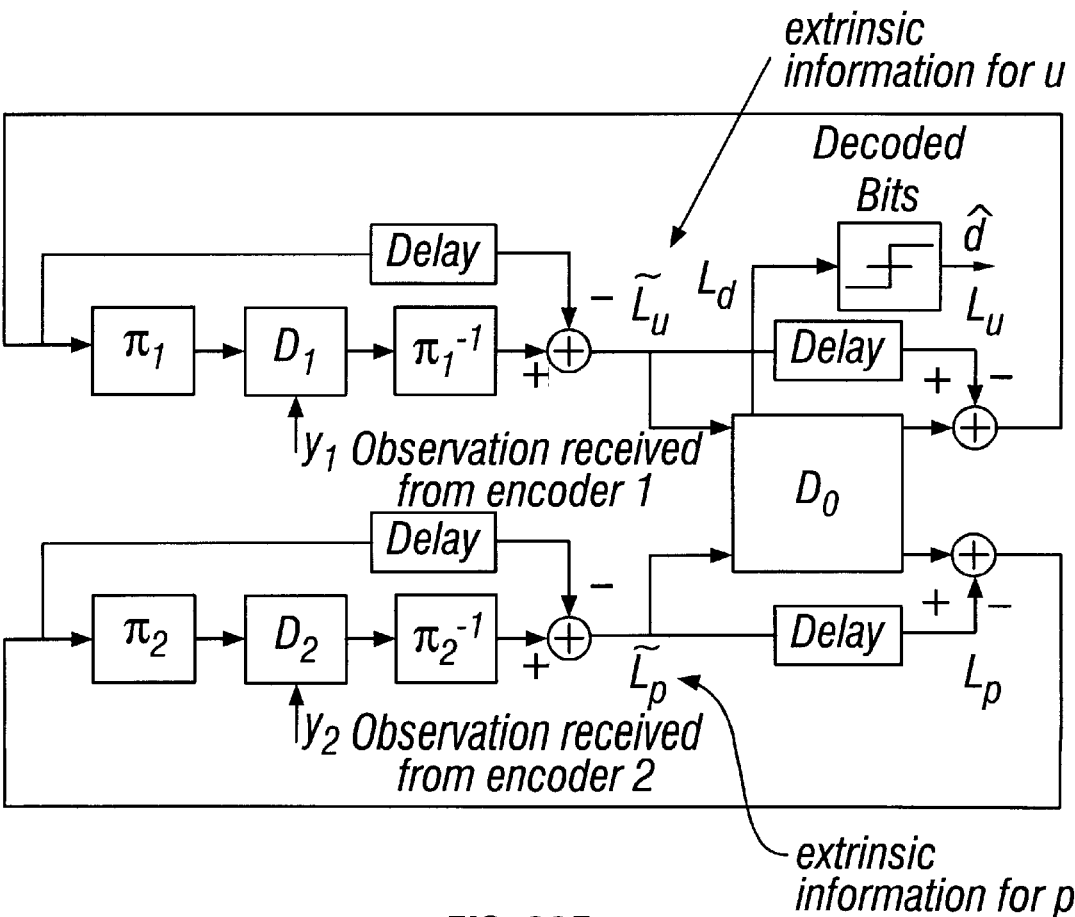 extrinsic
information for u
Decoded
Bits
d̂
Delay
− L̃u Ld Lu
π1 D1 π1⁻¹ + + Delay + −
y1 Observation received
from encoder 1
D0
Delay
−
+ −
π2 D2 π2⁻¹ + + Delay +
L̃p Lp
y2 Observation received
from encoder 2
extrinsic
information for p